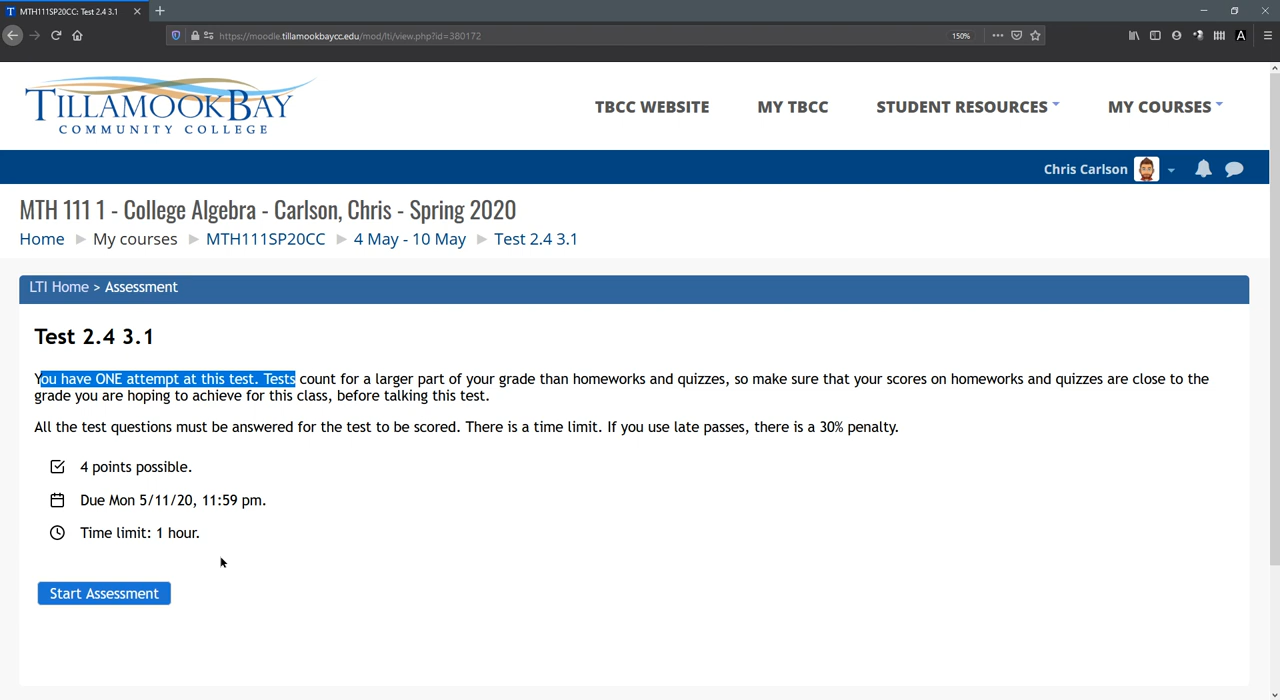 MTH111SP20CC: Test 2.4 3.1
https://moodle.tillamookbaycc.edu/mod/lti/view.php?id=380172
150%
TILLAMOOK BAY
COMMUNITY COLLEGE
TBCC WEBSITE MY TBCC STUDENT RESOURCES MY COURSES
Chris Carlson
MTH 111 1 - College Algebra - Carlson, Chris - Spring 2020
Home My courses MTH111SP20CC 4 May - 10 May Test 2.4 3.1
LTI Home > Assessment
Test 2.4 3.1
You have ONE attempt at this test. Tests count for a larger part of your grade than homeworks and quizzes, so make sure that your scores on homeworks and quizzes are close to the
grade you are hoping to achieve for this class, before talking this test.
All the test questions must be answered for the test to be scored. There is a time limit. If you use late passes, there is a 30% penalty.
4 points possible.
Due Mon 5/11/20, 11:59 pm.
Time limit: 1 hour.
Start Assessment